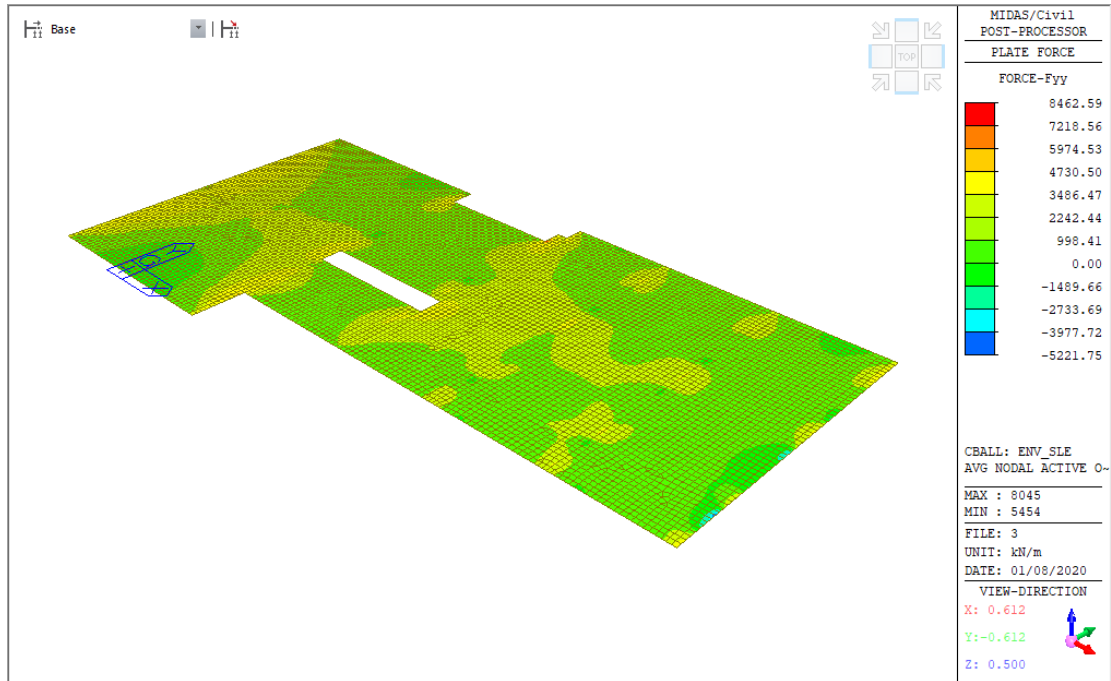 Base
TOP
MIDAS/Civil
POST-PROCESSOR
PLATE FORCE
FORCE-Fyy
8462.59
7218.56
5974.53
4730.50
3486.47
2242.44
998.41
0.00
-1489.66
-2733.69
-3977.72
-5221.75
CBALL: ENV_SLE
AVG NODAL ACTIVE O~
MAX : 8045
MIN : 5454
FILE: 3
UNIT: kN/m
DATE: 01/08/2020
VIEW-DIRECTION
X: 0.612
Y:-0.612
Z: 0.500